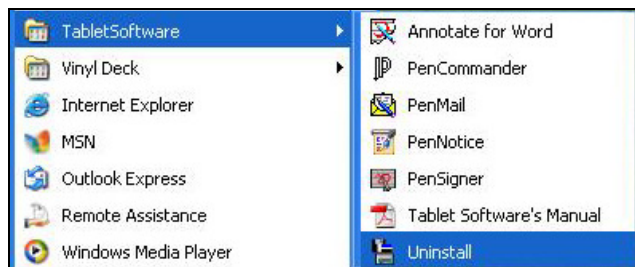 TabletSoftware
Vinyl Deck
Internet Explorer
MSN
Outlook Express
Remote Assistance
Windows Media Player
Annotate for Word
PenCommander
PenMail
PenNotice
PenSigner
Tablet Software's Manual
Uninstall